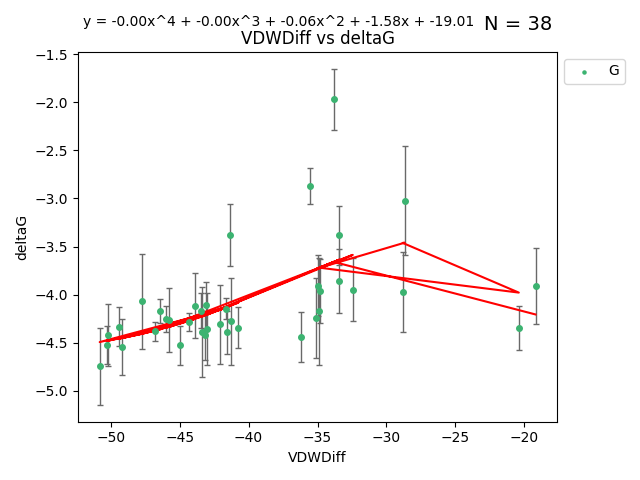 y = -0.00x^4 + -0.00x^3 + -0.06x^2 + -1.58x + -19.01 N = 38
VDWDiff vs deltaG
G
−1.5
−2.0
−2.5
−3.0
−3.5
−4.0
−4.5
−5.0
deltaG
−50 −45 −40 −35 −30 −25 −20
VDWDiff